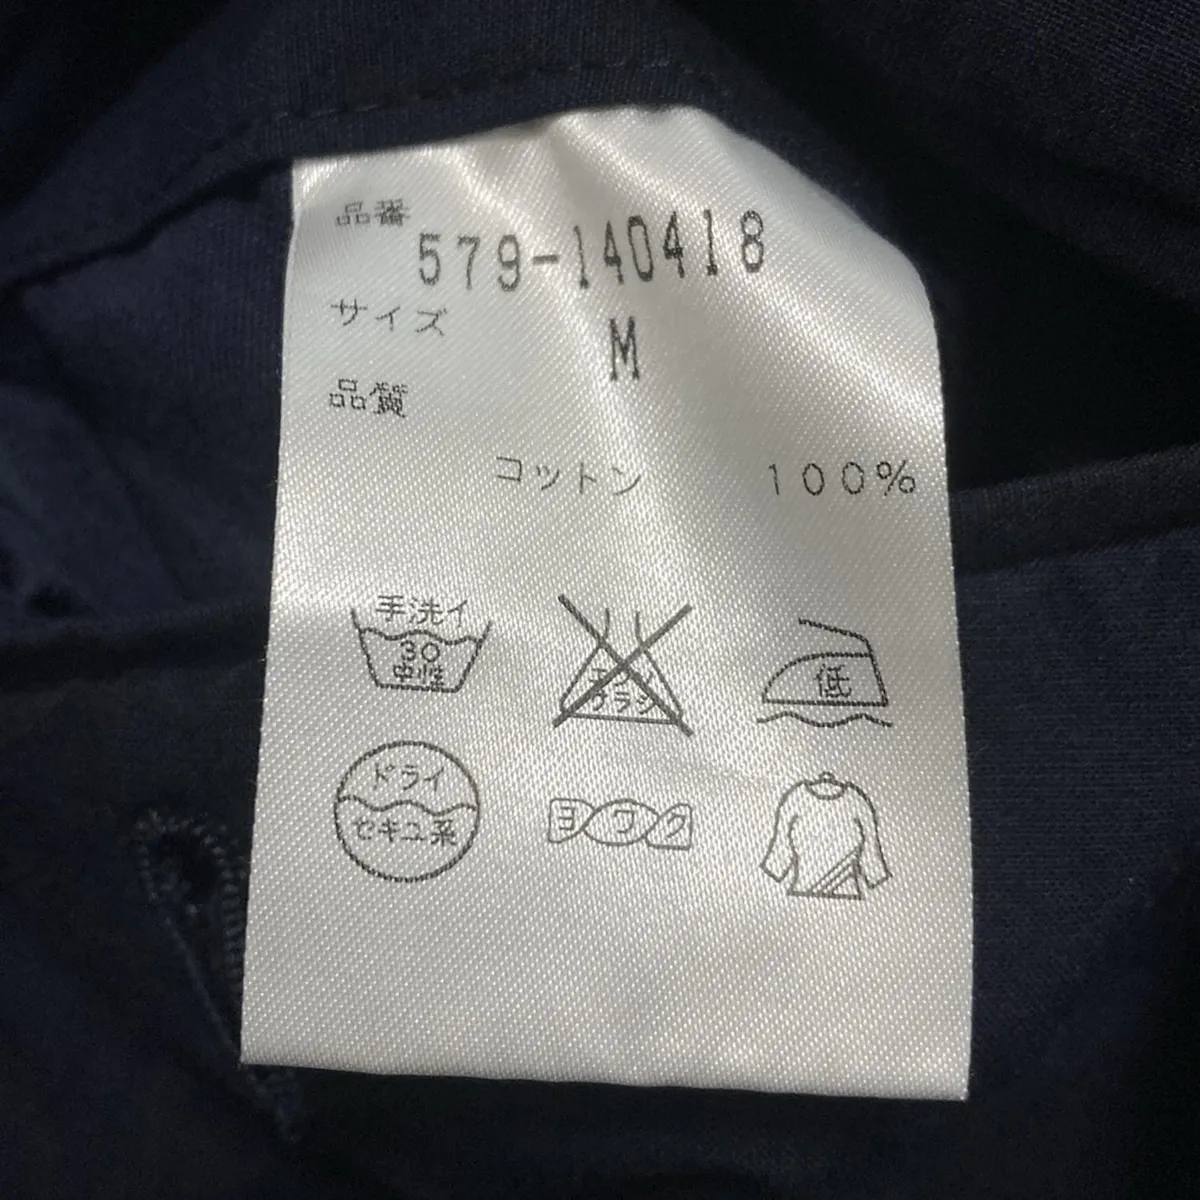 品番
579-140418
サイズ
M
品質
コットン 100%
手洗イ
30
中性
エンソ
サラシ
低
ドライ
セキユ系
ヨワク